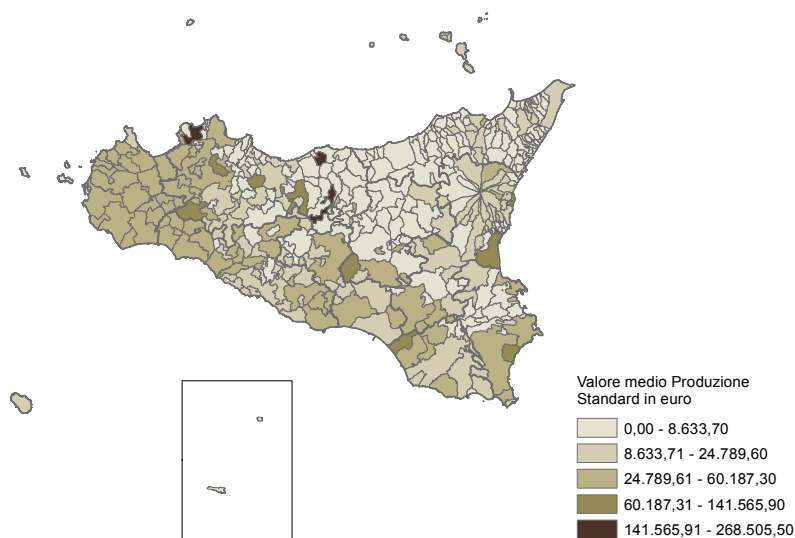 Valore medio Produzione
Standard in euro
0,00 - 8.633,70
8.633,71 - 24.789,60
24.789,61 - 60.187,30
60.187,31 - 141.565,90
141.565,91 - 268.505,50